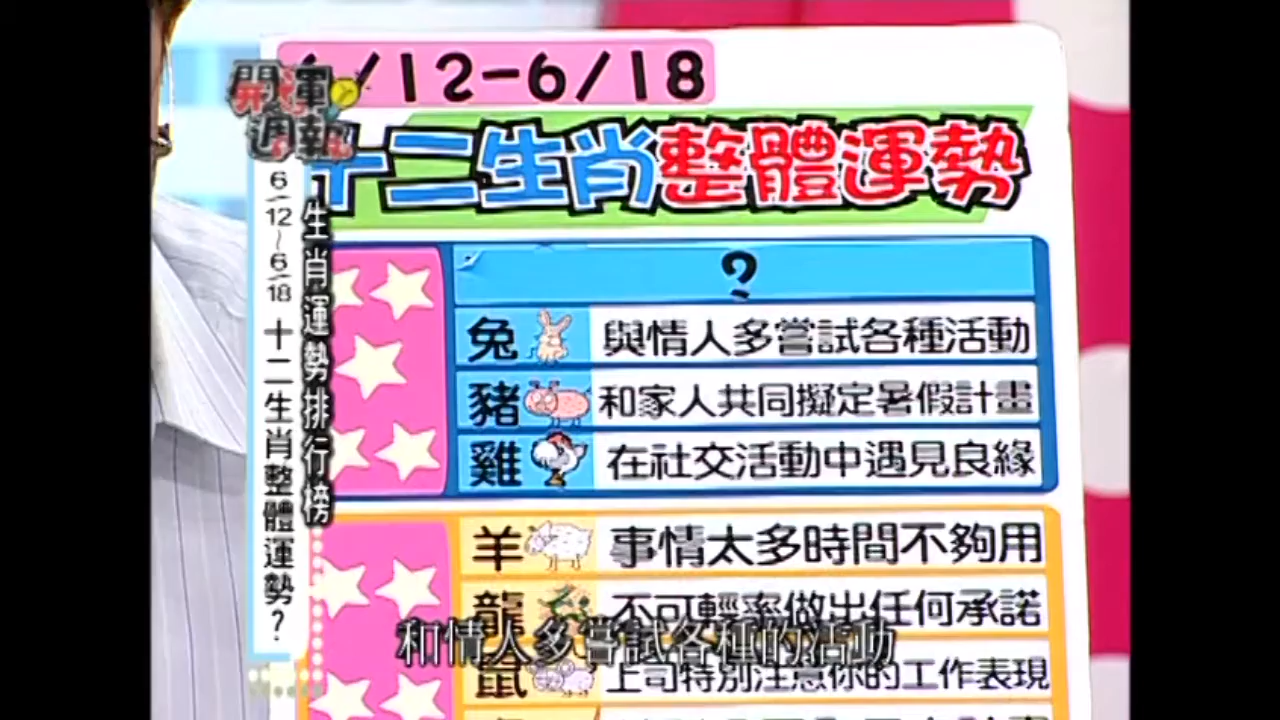 開運
週報
6/12~6/18 十二生肖整體運勢?
生肖運勢排行榜
/12-6/18
十二生肖整體運勢
?
兔 與情人多嘗試各種活動
豬 和家人共同擬定暑假計畫
雞 在社交活動中遇見良緣
羊 事情太多時間不夠用
龍 不可輕率做出任何承諾
和情人多嘗試各種的活動
鼠 上司特別注意你的工作表現